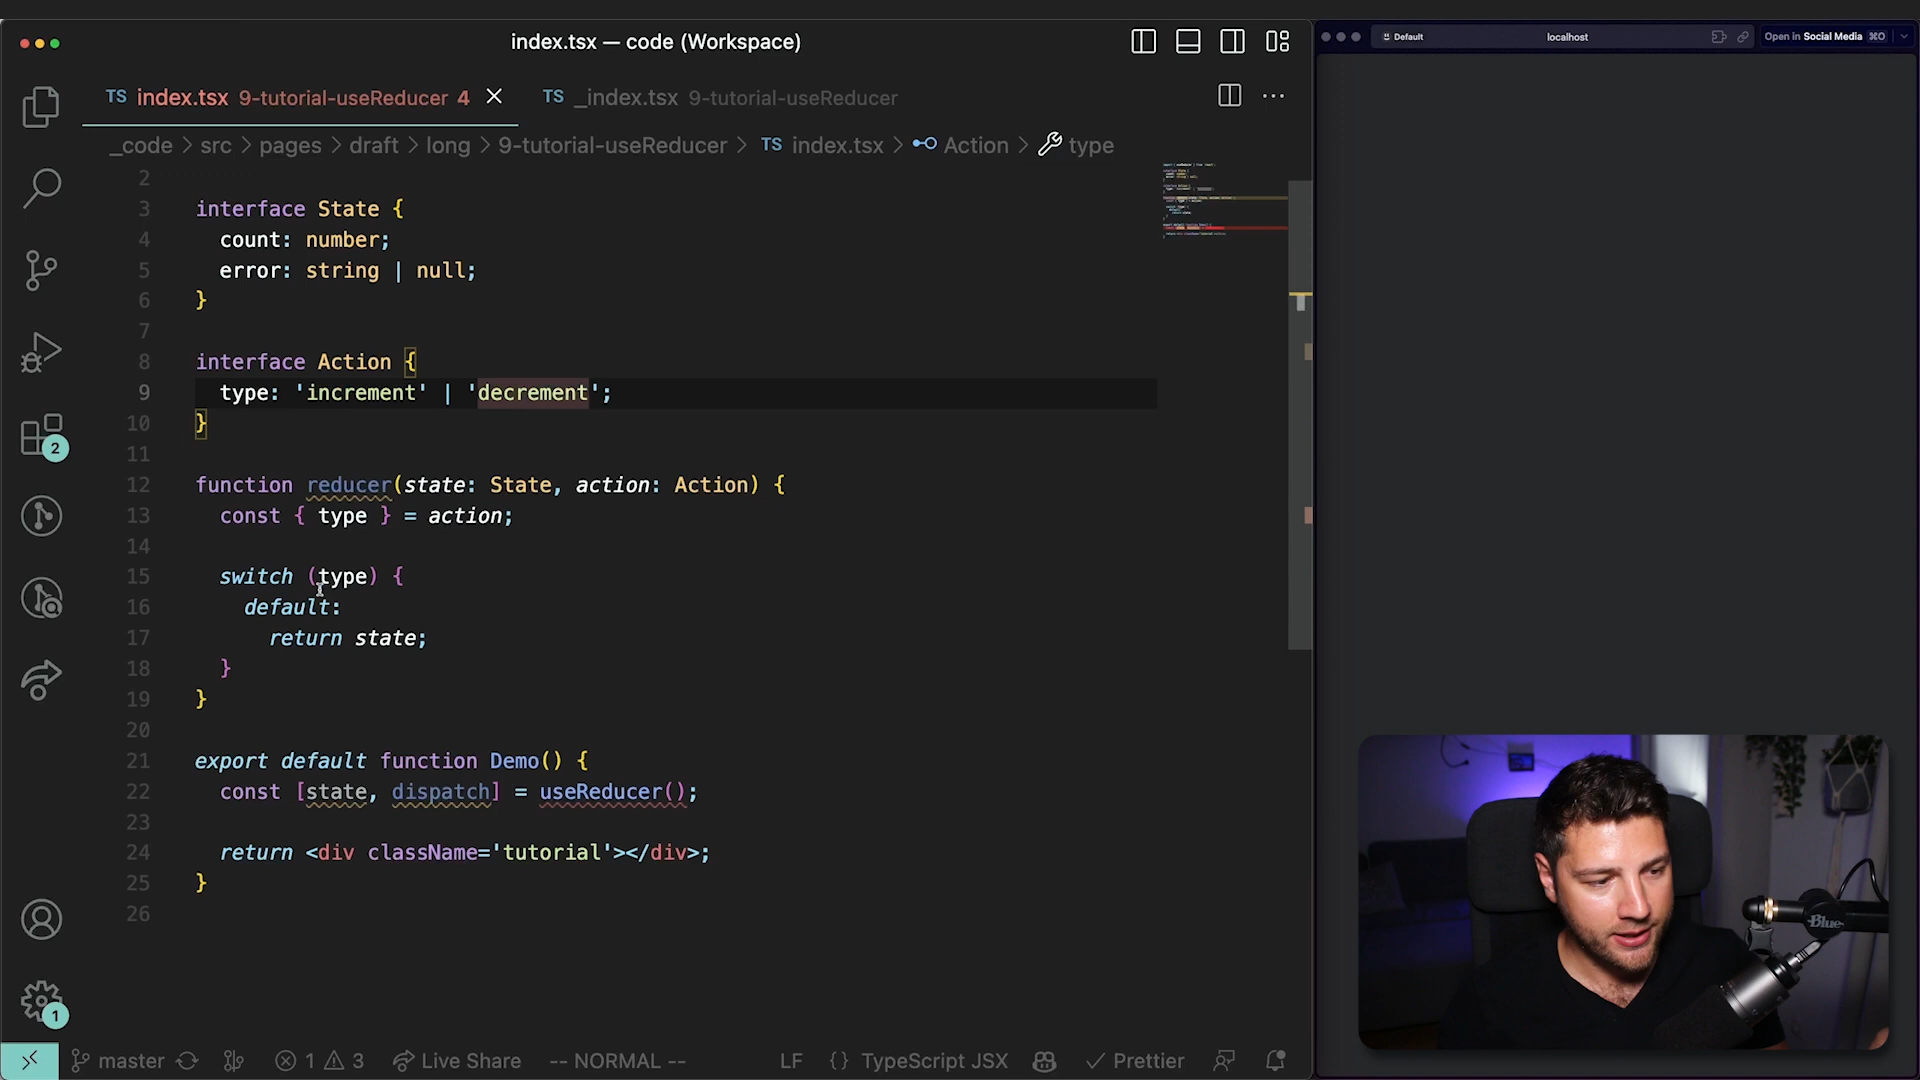 index.tsx — code (Workspace)
TS index.tsx 9-tutorial-useReducer 4
TS _index.tsx 9-tutorial-useReducer
_code > src > pages > draft > long > 9-tutorial-useReducer > TS index.tsx > Action > type
2
3 interface State {
4 count: number;
5 error: string | null;
6 }
7
8 interface Action {
9 type: 'increment' | 'decrement';
10 }
11
12 function reducer(state: State, action: Action) {
13 const { type } = action;
14
15 switch (type) {
16 default:
17 return state;
18 }
19 }
20
21 export default function Demo() {
22 const [state, dispatch] = useReducer();
23
24 return <div className='tutorial'></div>;
25 }
26
2
1
master
1 3
Live Share
-- NORMAL --
LF
{} TypeScript JSX
Prettier
Default
localhost
Open in Social Media ⌘O
Blue